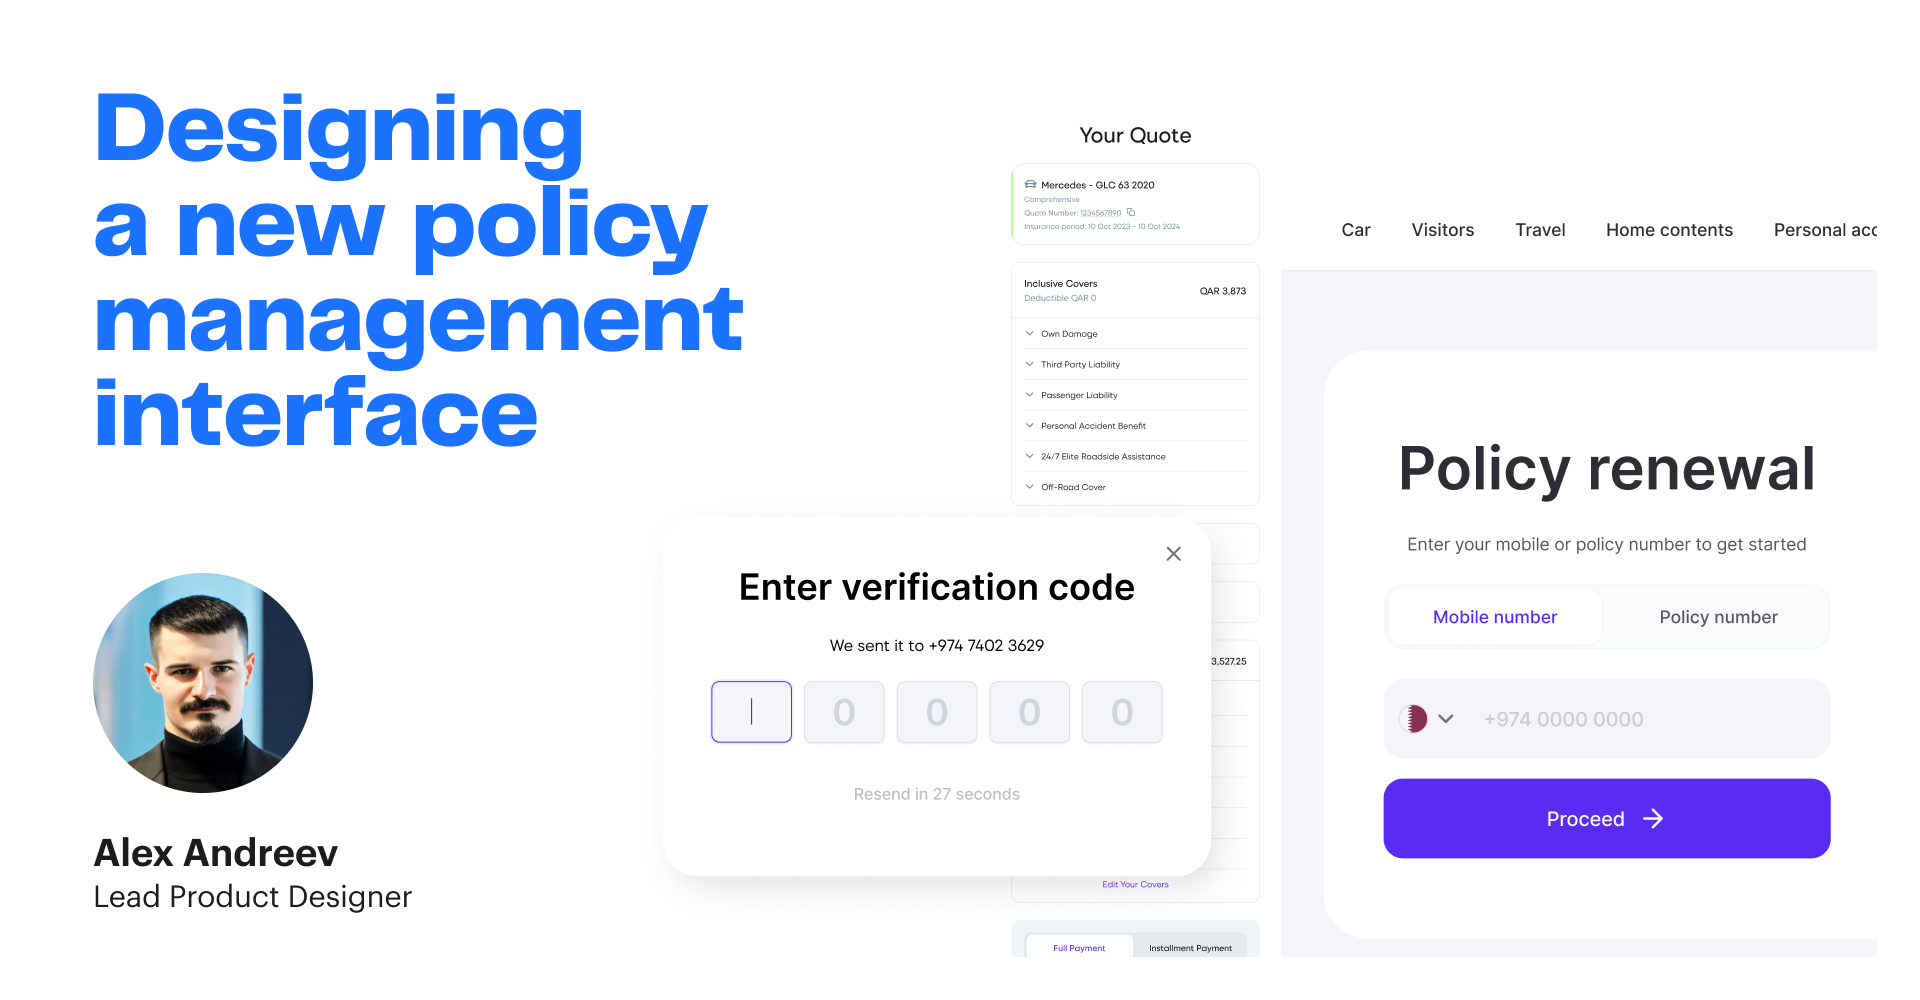 Designing
a new policy
management
interface
Alex Andreev
Lead Product Designer
Your Quote
Mercedes - GLC 63 2020
Comprehensive
Quote Number: 1234567890
Insurance period: 10 Oct 2023 - 10 Oct 2024
Inclusive Covers
Deductible QAR 0
QAR 3,873
Own Damage
Third Party Liability
Passenger Liability
Personal Accident Benefit
24/7 Elite Roadside Assistance
Off-Road Cover
3,527.25
Edit Your Covers
Full Payment Installment Payment
Enter verification code
We sent it to +974 7402 3629
0 0 0 0
Resend in 27 seconds
Car Visitors Travel Home contents Personal acc
Policy renewal
Enter your mobile or policy number to get started
Mobile number Policy number
+974 0000 0000
Proceed